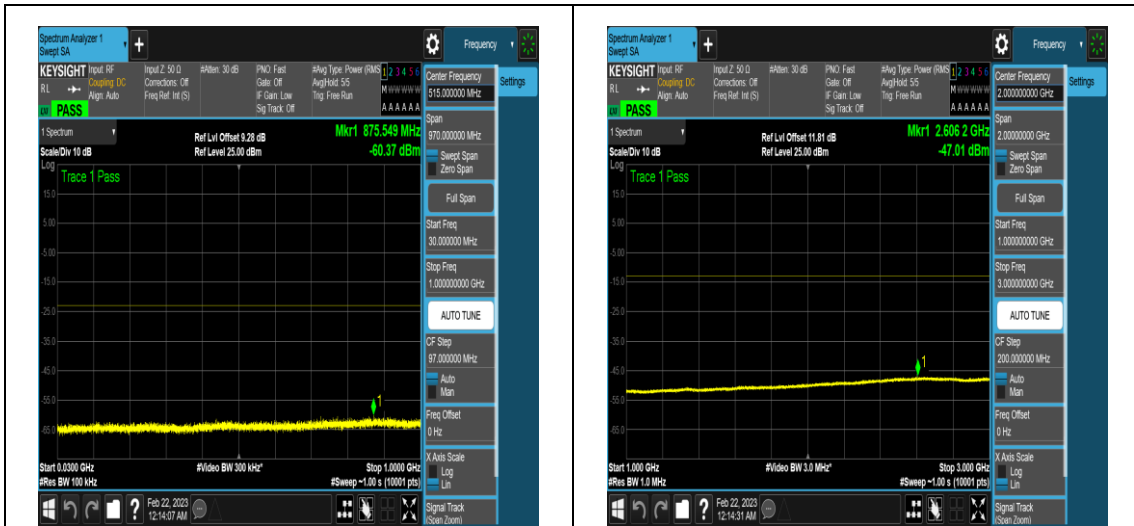 Spectrum Analyzer 1
Swept SA
+
Frequency
KEYSIGHT
Input: RF
Input Z: 50 Ω
#Atten: 30 dB
PNO: Fast
#Avg Type: Power (RMS
1 2 3 4 5 6
RL
Coupling: DC
Corrections: Off
Gate: Off
Avg|Hold: 5/5
M W W W W W
Align: Auto
Freq Ref: Int (S)
IF Gain: Low
Trig: Free Run
Sig Track: Off
A A A A A A
PASS
Center Frequency
515.000000 MHz
Settings
1 Spectrum
Ref Lvl Offset 9.28 dB
Mkr1 875.549 MHz
Scale/Div 10 dB
Ref Level 25.00 dBm
-60.37 dBm
Log
Trace 1 Pass
15.0
5.00
-5.00
-15.0
-25.0
-35.0
-45.0
-55.0
-65.0
1
Start 0.0300 GHz
#Video BW 300 kHz*
Stop 1.0000 GHz
#Res BW 100 kHz
#Sweep ~1.00 s (10001 pts)
Span
970.000000 MHz
Swept Span
Zero Span
Full Span
Start Freq
30.000000 MHz
Stop Freq
1.000000000 GHz
AUTO TUNE
CF Step
97.000000 MHz
Auto
Man
Freq Offset
0 Hz
X Axis Scale
Log
Lin
Signal Track
(Span Zoom)
?
Feb 22, 2023
12:14:07 AM
Spectrum Analyzer 1
Swept SA
+
Frequency
KEYSIGHT
Input: RF
Input Z: 50 Ω
#Atten: 30 dB
PNO: Fast
#Avg Type: Power (RMS
1 2 3 4 5 6
RL
Coupling: DC
Corrections: Off
Gate: Off
Avg|Hold: 5/5
M W W W W W
Align: Auto
Freq Ref: Int (S)
IF Gain: Low
Trig: Free Run
Sig Track: Off
A A A A A A
PASS
Center Frequency
2.000000000 GHz
Settings
1 Spectrum
Ref Lvl Offset 11.81 dB
Mkr1 2.606 2 GHz
Scale/Div 10 dB
Ref Level 25.00 dBm
-47.01 dBm
Log
Trace 1 Pass
15.0
5.00
-5.00
-15.0
-25.0
-35.0
-45.0
-55.0
-65.0
1
Start 1.000 GHz
#Video BW 3.0 MHz*
Stop 3.000 GHz
#Res BW 1.0 MHz
#Sweep ~1.00 s (10001 pts)
Span
2.00000000 GHz
Swept Span
Zero Span
Full Span
Start Freq
1.000000000 GHz
Stop Freq
3.000000000 GHz
AUTO TUNE
CF Step
200.000000 MHz
Auto
Man
Freq Offset
0 Hz
X Axis Scale
Log
Lin
Signal Track
(Span Zoom)
?
Feb 22, 2023
12:14:31 AM